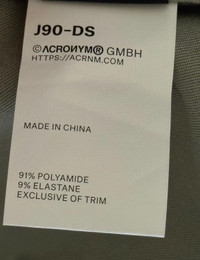 J90-DS
©ACRONYM® GMBH
HTTPS://ACRNM.COM
MADE IN CHINA
91% POLYAMIDE
9% ELASTANE
EXCLUSIVE OF TRIM